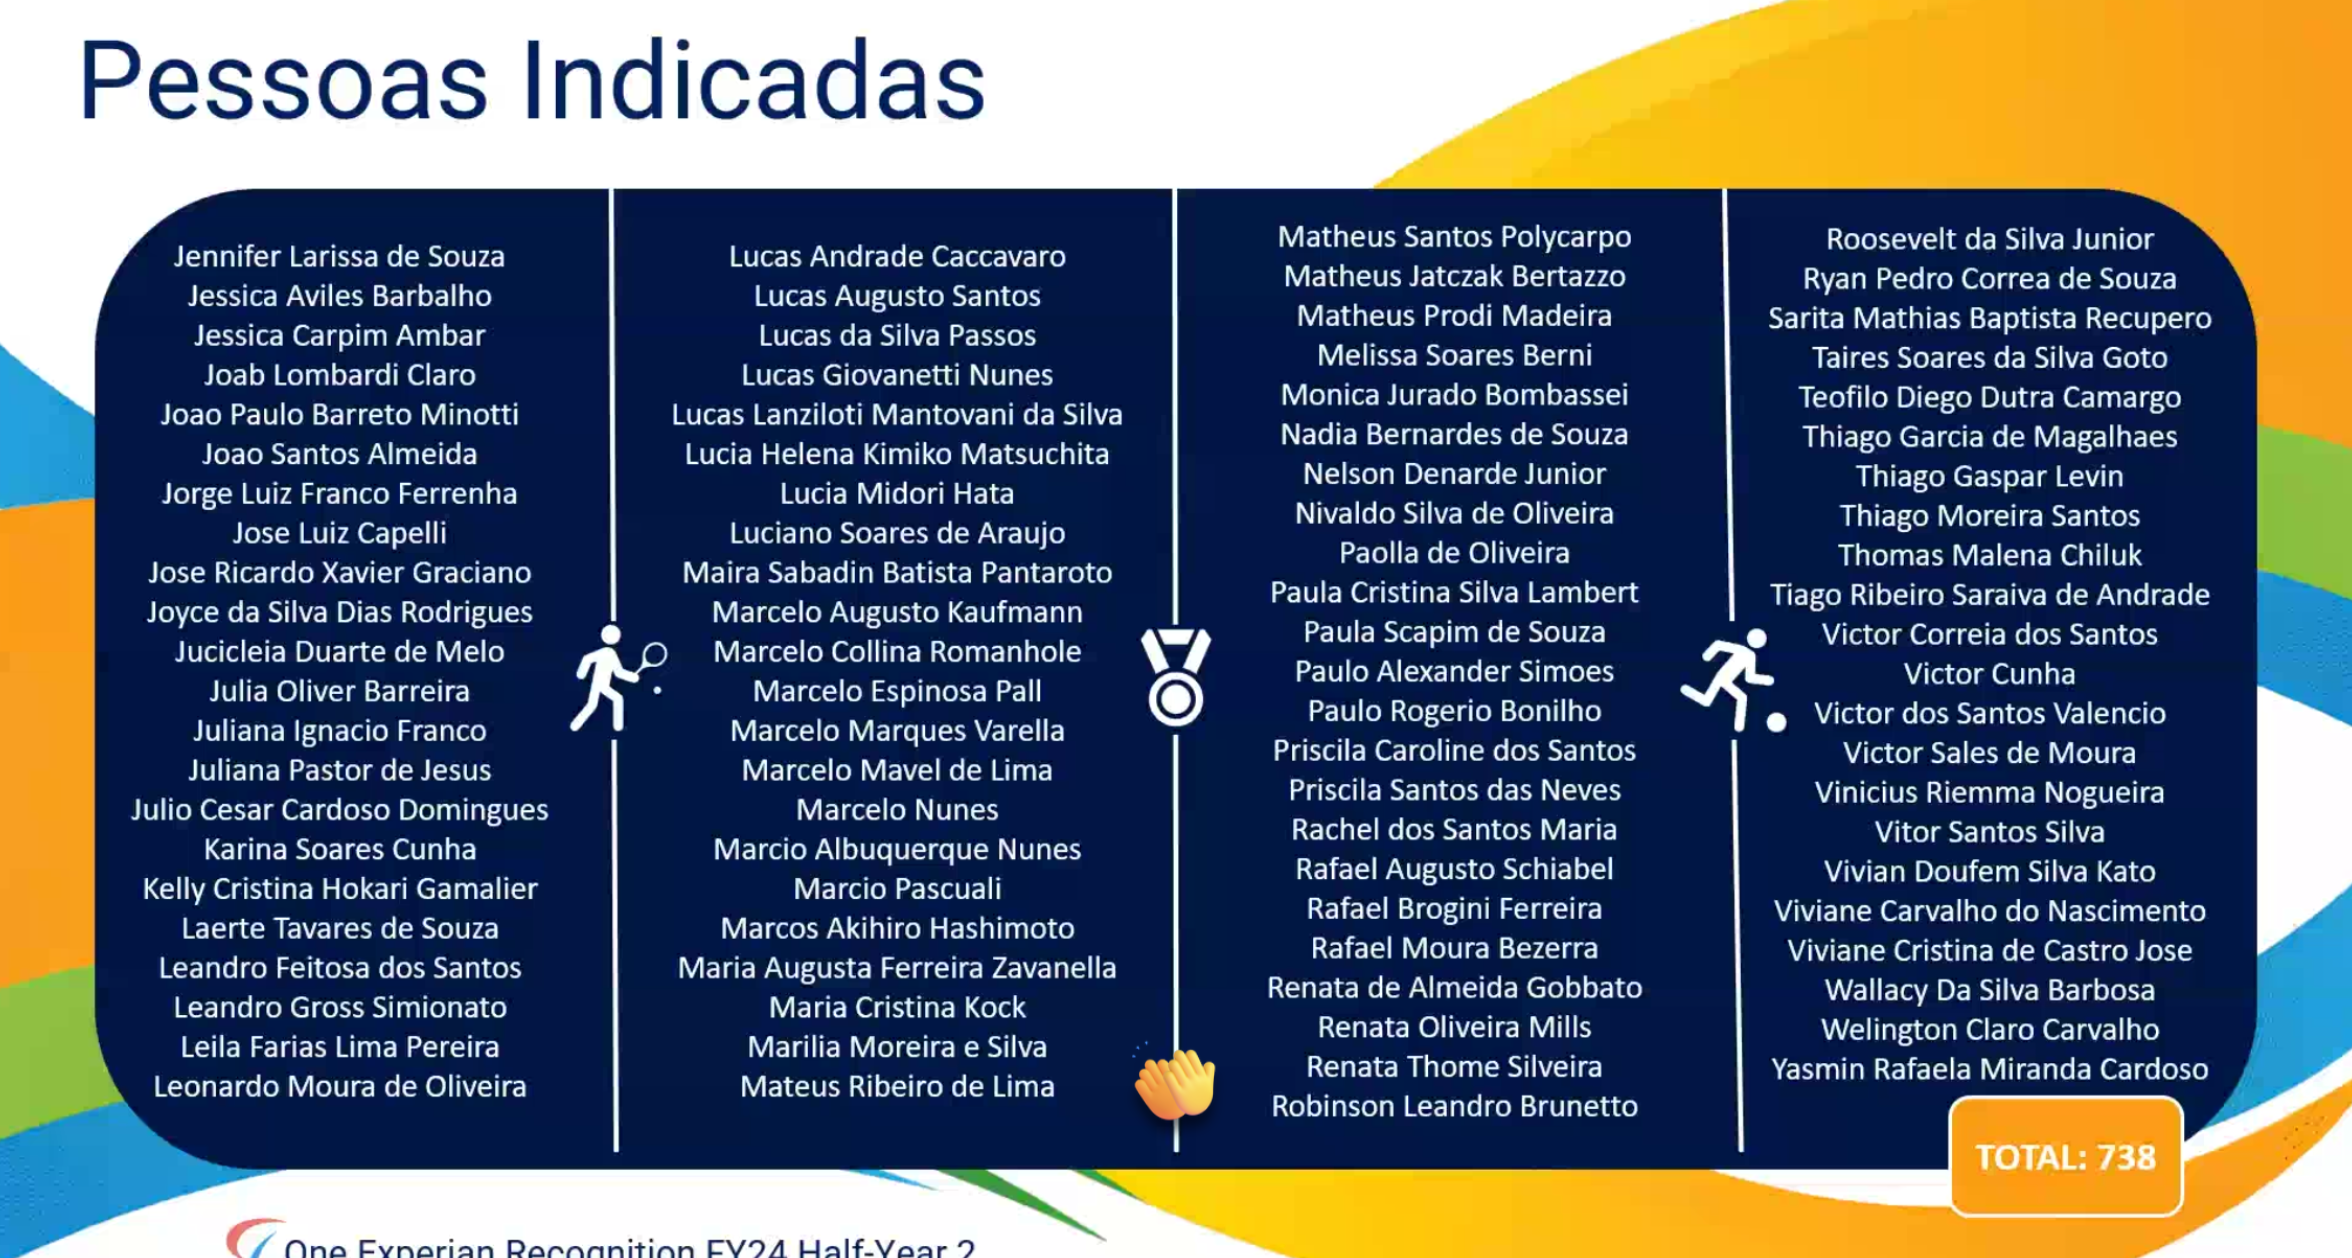 Pessoas Indicadas
Jennifer Larissa de Souza
Jessica Aviles Barbalho
Jessica Carpim Ambar
Joab Lombardi Claro
Joao Paulo Barreto Minotti
Joao Santos Almeida
Jorge Luiz Franco Ferrenha
Jose Luiz Capelli
Jose Ricardo Xavier Graciano
Joyce da Silva Dias Rodrigues
Jucicleia Duarte de Melo
Julia Oliver Barreira
Juliana Ignacio Franco
Juliana Pastor de Jesus
Julio Cesar Cardoso Domingues
Karina Soares Cunha
Kelly Cristina Hokari Gamalier
Laerte Tavares de Souza
Leandro Feitosa dos Santos
Leandro Gross Simionato
Leila Farias Lima Pereira
Leonardo Moura de Oliveira
Lucas Andrade Caccavaro
Lucas Augusto Santos
Lucas da Silva Passos
Lucas Giovanetti Nunes
Lucas Lanziloti Mantovani da Silva
Lucia Helena Kimiko Matsuchita
Lucia Midori Hata
Luciano Soares de Araujo
Maira Sabadin Batista Pantaroto
Marcelo Augusto Kaufmann
Marcelo Collina Romanhole
Marcelo Espinosa Pall
Marcelo Marques Varella
Marcelo Mavel de Lima
Marcelo Nunes
Marcio Albuquerque Nunes
Marcio Pascuali
Marcos Akihiro Hashimoto
Maria Augusta Ferreira Zavanella
Maria Cristina Kock
Marilia Moreira e Silva
Mateus Ribeiro de Lima
Matheus Santos Polycarpo
Matheus Jatczak Bertazzo
Matheus Prodi Madeira
Melissa Soares Berni
Monica Jurado Bombassei
Nadia Bernardes de Souza
Nelson Denarde Junior
Nivaldo Silva de Oliveira
Paolla de Oliveira
Paula Cristina Silva Lambert
Paula Scapim de Souza
Paulo Alexander Simoes
Paulo Rogerio Bonilho
Priscila Caroline dos Santos
Priscila Santos das Neves
Rachel dos Santos Maria
Rafael Augusto Schiabel
Rafael Brogini Ferreira
Rafael Moura Bezerra
Renata de Almeida Gobbato
Renata Oliveira Mills
Renata Thome Silveira
Robinson Leandro Brunetto
Roosevelt da Silva Junior
Ryan Pedro Correa de Souza
Sarita Mathias Baptista Recupero
Taires Soares da Silva Goto
Teofilo Diego Dutra Camargo
Thiago Garcia de Magalhaes
Thiago Gaspar Levin
Thiago Moreira Santos
Thomas Malena Chiluk
Tiago Ribeiro Saraiva de Andrade
Victor Correia dos Santos
Victor Cunha
Victor dos Santos Valencio
Victor Sales de Moura
Vinicius Riemma Nogueira
Vitor Santos Silva
Vivian Doufem Silva Kato
Viviane Carvalho do Nascimento
Viviane Cristina de Castro Jose
Wallacy Da Silva Barbosa
Welington Claro Carvalho
Yasmin Rafaela Miranda Cardoso
TOTAL: 738
One Experian Recognition FY24 Half-Year 2